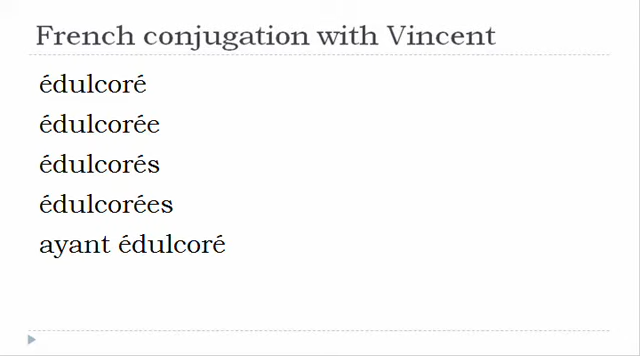 French conjugation with Vincent
édulcoré
édulcorée
édulcorés
édulcorées
ayant édulcoré